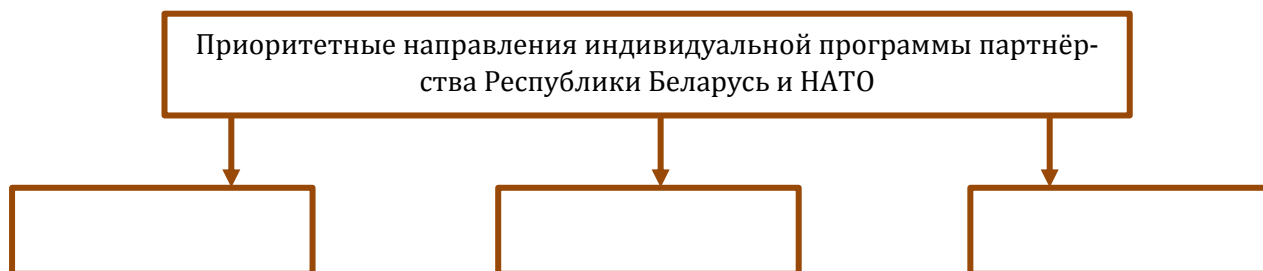 Приоритетные направления индивидуальной программы партнёр-
ства Республики Беларусь и НАТО